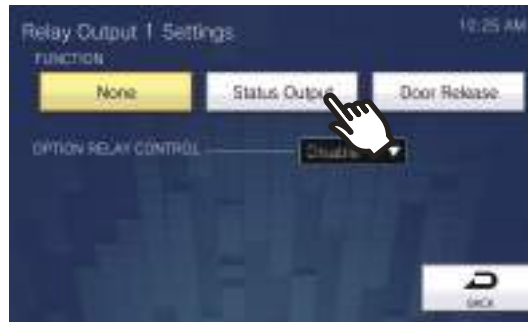 Relay Output 1 Settings
10:25 AM
FUNCTION
None
Status Output
Door Release
OPTION RELAY CONTROL
Disable
BACK